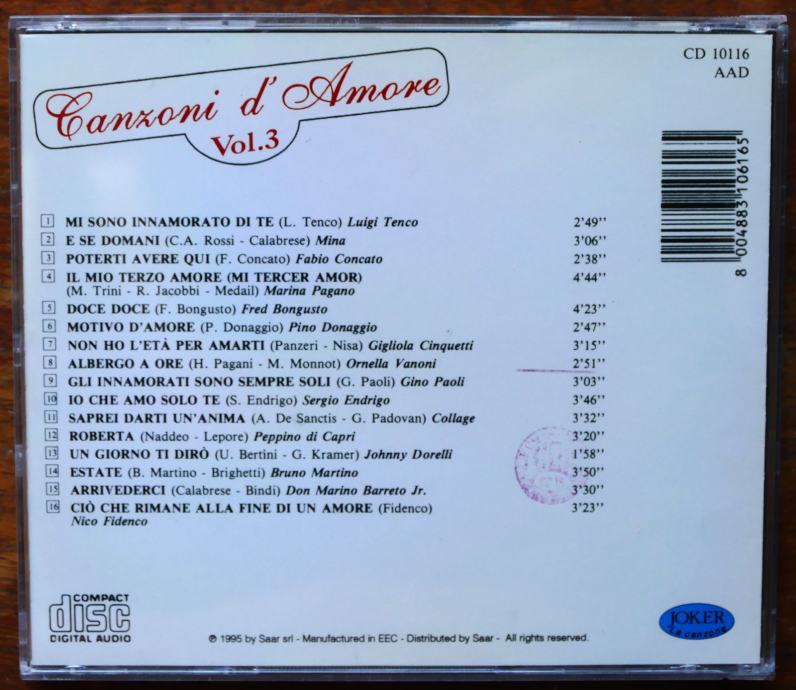 CD 10116
AAD
Canzoni d'Amore
Vol.3
8 004883 106165
1 MI SONO INNAMORATO DI TE (L. Tenco) Luigi Tenco 2'49''
2 E SE DOMANI (C.A. Rossi - Calabrese) Mina 3'06''
3 POTERTI AVERE QUI (F. Concato) Fabio Concato 2'38''
4 IL MIO TERZO AMORE (MI TERCER AMOR) 4'44''
(M. Trini - R. Jacobbi - Medail) Marina Pagano
5 DOCE DOCE (F. Bongusto) Fred Bongusto 4'23''
6 MOTIVO D'AMORE (P. Donaggio) Pino Donaggio 2'47''
7 NON HO L'ETÀ PER AMARTI (Panzeri - Nisa) Gigliola Cinquetti 3'15''
8 ALBERGO A ORE (H. Pagani - M. Monnot) Ornella Vanoni 2'51''
9 GLI INNAMORATI SONO SEMPRE SOLI (G. Paoli) Gino Paoli 3'03''
10 IO CHE AMO SOLO TE (S. Endrigo) Sergio Endrigo 3'46''
11 SAPREI DARTI UN'ANIMA (A. De Sanctis - G. Padovan) Collage 3'32''
12 ROBERTA (Naddeo - Lepore) Peppino di Capri 3'20''
13 UN GIORNO TI DIRÒ (U. Bertini - G. Kramer) Johnny Dorelli 1'58''
14 ESTATE (B. Martino - Brighetti) Bruno Martino 3'50''
15 ARRIVEDERCI (Calabrese - Bindi) Don Marino Barreto Jr. 3'30''
16 CIÒ CHE RIMANE ALLA FINE DI UN AMORE (Fidenco) 3'23''
Nico Fidenco
COMPACT
disc
DIGITAL AUDIO
℗ 1995 by Saar srl - Manufactured in EEC - Distributed by Saar - All rights reserved.
JOKER
La canzone